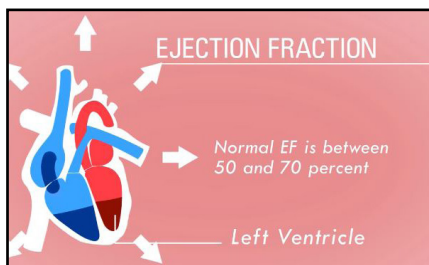 EJECTION FRACTION
Normal EF is between
50 and 70 percent
Left Ventricle